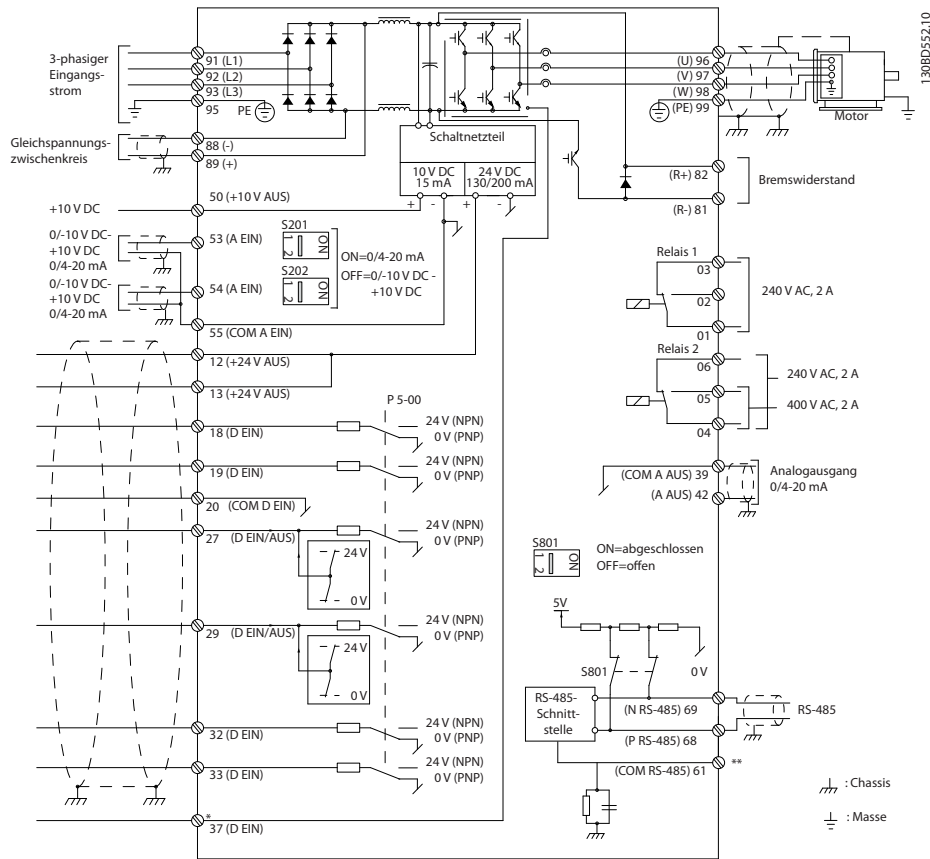 130BD552.10
3-phasiger
Eingangs-
strom
91 (L1)
92 (L2)
93 (L3)
95 PE
Gleichspannungs-
zwischenkreis
88 (-)
89 (+)
+10 V DC
50 (+10 V AUS)
0/-10 V DC-
+10 V DC
0/4-20 mA
53 (A EIN)
0/-10 V DC-
+10 V DC
0/4-20 mA
54 (A EIN)
55 (COM A EIN)
12 (+24 V AUS)
13 (+24 V AUS)
S201
ON
1 2
S202
ON
1 2
ON=0/4-20 mA
OFF=0/-10 V DC -
+10 V DC
Schaltnetzteil
10 V DC
15 mA
24 V DC
130/200 mA
+ - + -
(U) 96
(V) 97
(W) 98
(PE) 99
Motor
(R+) 82
(R-) 81
Bremswiderstand
Relais 1
03
02
01
240 V AC, 2 A
Relais 2
06
05
04
240 V AC, 2 A
400 V AC, 2 A
P 5-00
18 (D EIN)
24 V (NPN)
0 V (PNP)
19 (D EIN)
24 V (NPN)
0 V (PNP)
20 (COM D EIN)
27 (D EIN/AUS)
24 V (NPN)
0 V (PNP)
24 V
0 V
29 (D EIN/AUS)
24 V (NPN)
0 V (PNP)
24 V
0 V
32 (D EIN)
24 V (NPN)
0 V (PNP)
33 (D EIN)
24 V (NPN)
0 V (PNP)
*
37 (D EIN)
(COM A AUS) 39
(A AUS) 42
Analogausgang
0/4-20 mA
S801
ON
1 2
ON=abgeschlossen
OFF=offen
5V
S801
0 V
RS-485-
Schnitt-
stelle
(N RS-485) 69
(P RS-485) 68
(COM RS-485) 61
RS-485
**
: Chassis
: Masse